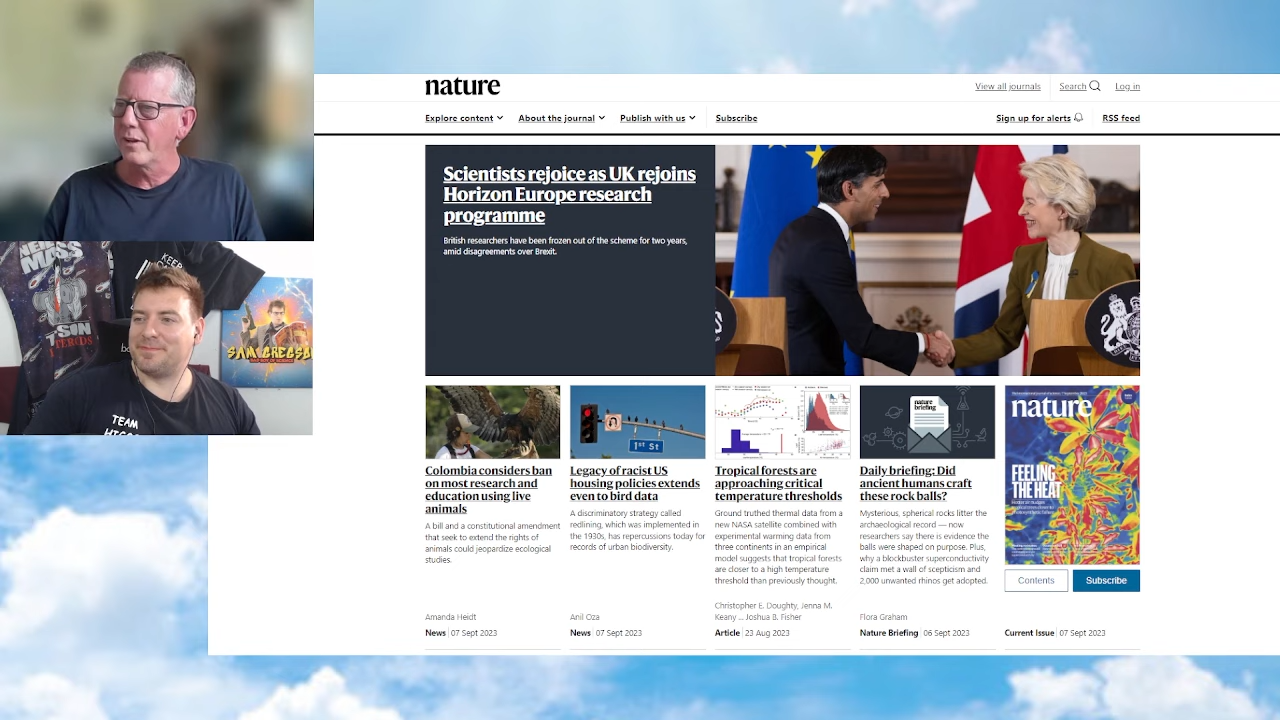 nature
View all journals
Search
Log in
Explore content
About the journal
Publish with us
Subscribe
Sign up for alerts
RSS feed
Scientists rejoice as UK rejoins
Horizon Europe research
programme
British researchers have been frozen out of the scheme for two years,
amid disagreements over Brexit.
KEEP
SAM GREGSON
TEAM
1st St
nature
briefing
nature
FEELING
THE HEAT
Colombia considers ban
on most research and
education using live
animals
A bill and a constitutional amendment
that seek to extend the rights of
animals could jeopardize ecological
studies.
Amanda Heidt
News 07 Sept 2023
Legacy of racist US
housing policies extends
even to bird data
A discriminatory strategy called
redlining, which was implemented in
the 1930s, has repercussions today for
records of urban biodiversity.
Anil Oza
News 07 Sept 2023
Tropical forests are
approaching critical
temperature thresholds
Ground truthed thermal data from a
new NASA satellite combined with
experimental warming data from
three continents in an empirical
model suggests that tropical forests
are closer to a high temperature
threshold than previously thought.
Christopher E. Doughty, Jenna M.
Keany ... Joshua B. Fisher
Article 23 Aug 2023
Daily briefing: Did
ancient humans craft
these rock balls?
Mysterious, spherical rocks litter the
archaeological record — now
researchers say there is evidence the
balls were shaped on purpose. Plus,
why a blockbuster superconductivity
claim met a wall of scepticism and
2,000 unwanted rhinos get adopted.
Flora Graham
Nature Briefing 06 Sept 2023
Contents
Subscribe
Current Issue 07 Sept 2023